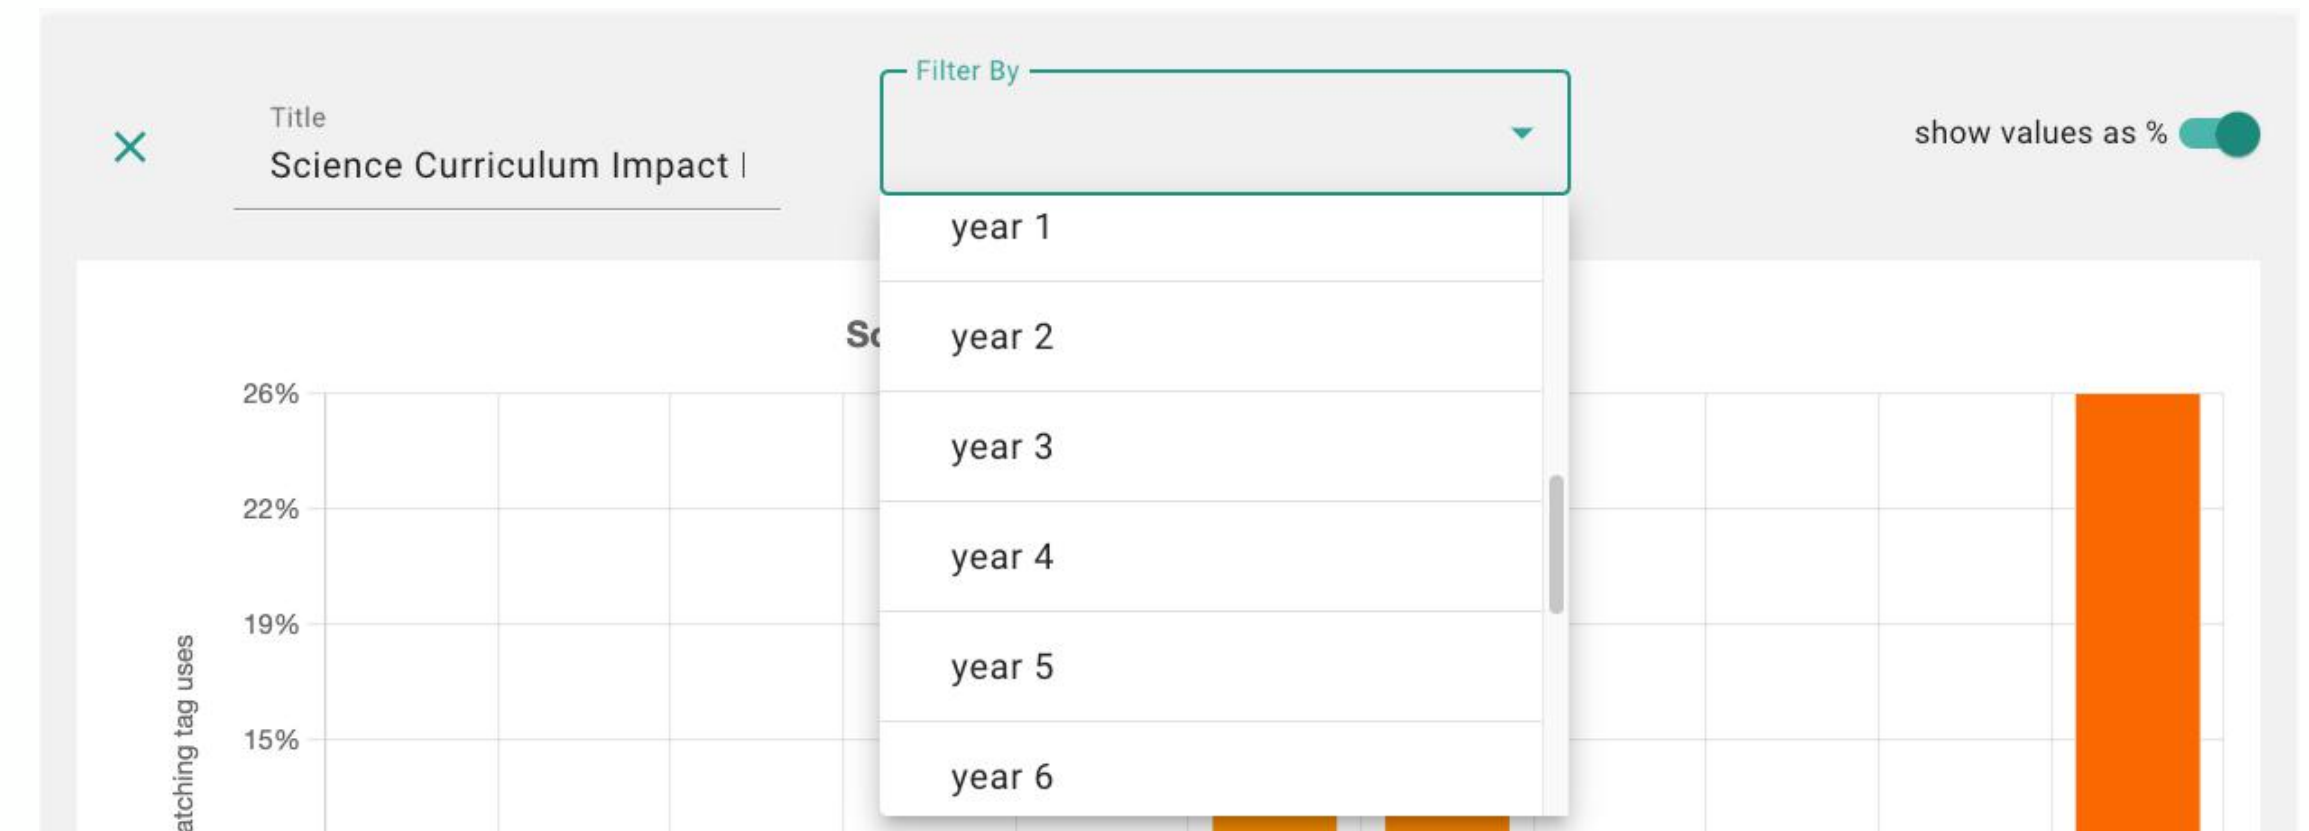 Filter By
Title
Science Curriculum Impact
show values as %
year 1
year 2
year 3
year 4
year 5
year 6
26%
22%
19%
15%
tag uses